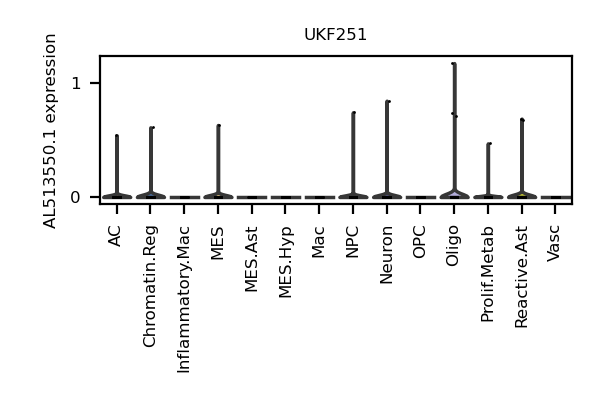 UKF251
AL513550.1 expression
1
0
AC
Chromatin.Reg
Inflammatory.Mac
MES
MES.Ast
MES.Hyp
Mac
NPC
Neuron
OPC
Oligo
Prolif.Metab
Reactive.Ast
Vasc